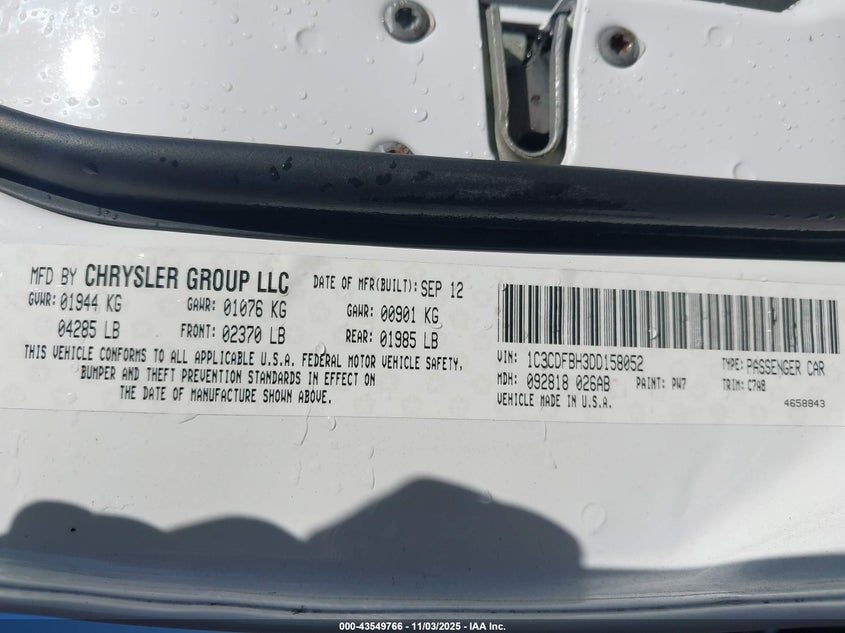 MFD BY CHRYSLER GROUP LLC
DATE OF MFR(BUILT): SEP 12
GVWR: 01944 KG
GAWR: 01076 KG
GAWR: 00901 KG
04285 LB
FRONT: 02370 LB
REAR: 01985 LB
THIS VEHICLE CONFORMS TO ALL APPLICABLE U.S.A. FEDERAL MOTOR VEHICLE SAFETY,
BUMPER AND THEFT PREVENTION STANDARDS IN EFFECT ON
THE DATE OF MANUFACTURE SHOWN ABOVE.
VIN: 1C3CDFBH3DD158052
TYPE: PASSENGER CAR
MDH: 092818 026AB
PAINT: PW7
TRIM: C7A8
VEHICLE MADE IN U.S.A.
4658843
000-43549766 - 11/03/2025 - IAA Inc.